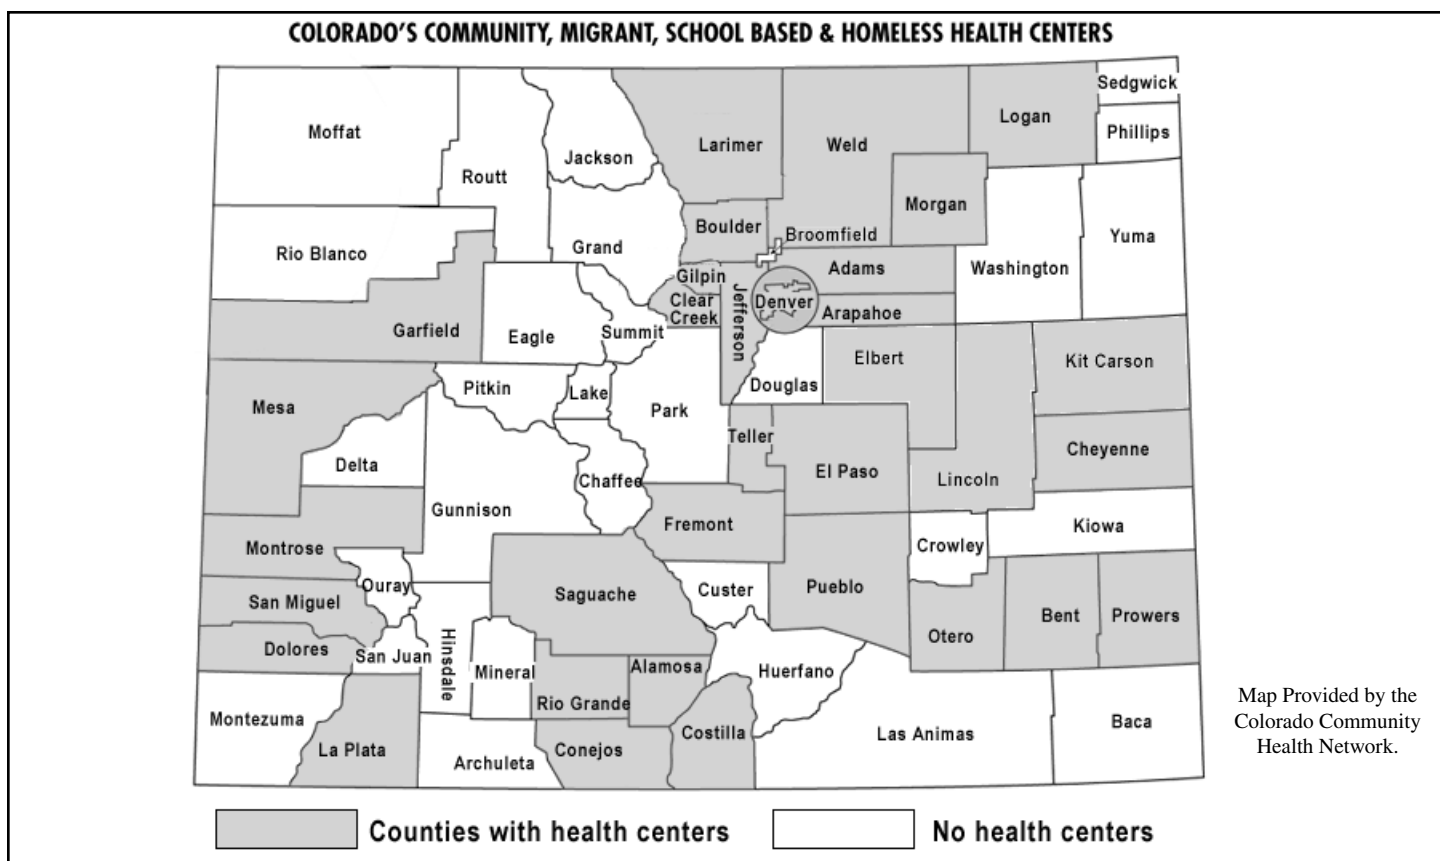 COLORADO'S COMMUNITY, MIGRANT, SCHOOL BASED & HOMELESS HEALTH CENTERS
Sedgwick
Logan
Moffat
Phillips
Larimer
Weld
Jackson
Routt
Morgan
Boulder
Broomfield
Yuma
Grand
Rio Blanco
Washington
Adams
Gilpin
Clear
Creek
Jefferson
Denver
Arapahoe
Garfield
Eagle
Summit
Elbert
Kit Carson
Douglas
Pitkin
Lake
Mesa
Park
Teller
Cheyenne
Delta
El Paso
Chaffee
Lincoln
Gunnison
Fremont
Kiowa
Montrose
Crowley
Ouray
Pueblo
Custer
Saguache
San Miguel
Bent
Prowers
Otero
Dolores
San Juan
Hinsdale
Mineral
Alamosa
Huerfano
Rio Grande
Montezuma
Baca
Costilla
Las Animas
La Plata
Conejos
Archuleta
Map Provided by the
Colorado Community
Health Network.
Counties with health centers
No health centers